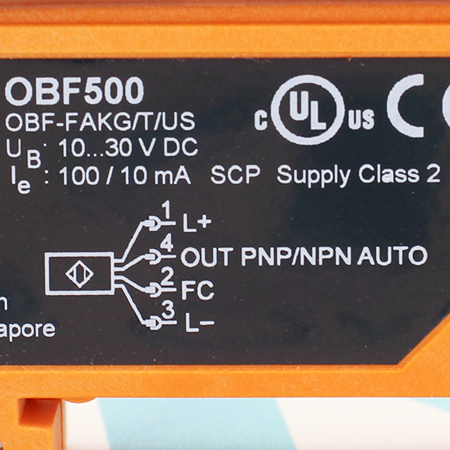 OBF500
OBF-FAKG/T/US
UB : 10...30 V DC
Ie : 100 / 10 mA SCP Supply Class 2
C UL US CE
1 L+
4 OUT PNP/NPN AUTO
2 FC
3 L-